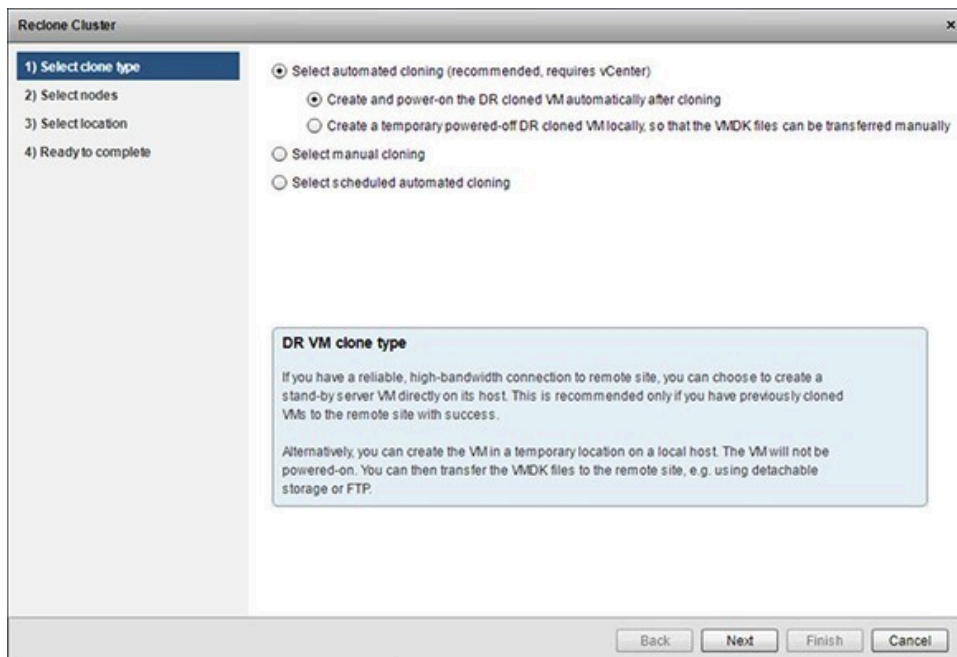 Reclone Cluster
×
1) Select clone type
2) Select nodes
3) Select location
4) Ready to complete
Select automated cloning (recommended, requires vCenter)
Create and power-on the DR cloned VM automatically after cloning
Create a temporary powered-off DR cloned VM locally, so that the VMDK files can be transferred manually
Select manual cloning
Select scheduled automated cloning
DR VM clone type
If you have a reliable, high-bandwidth connection to remote site, you can choose to create a
stand-by server VM directly on its host. This is recommended only if you have previously cloned
VMs to the remote site with success.
Alternatively, you can create the VM in a temporary location on a local host. The VM will not be
powered-on. You can then transfer the VMDK files to the remote site, e.g. using detachable
storage or FTP.
Back
Next
Finish
Cancel